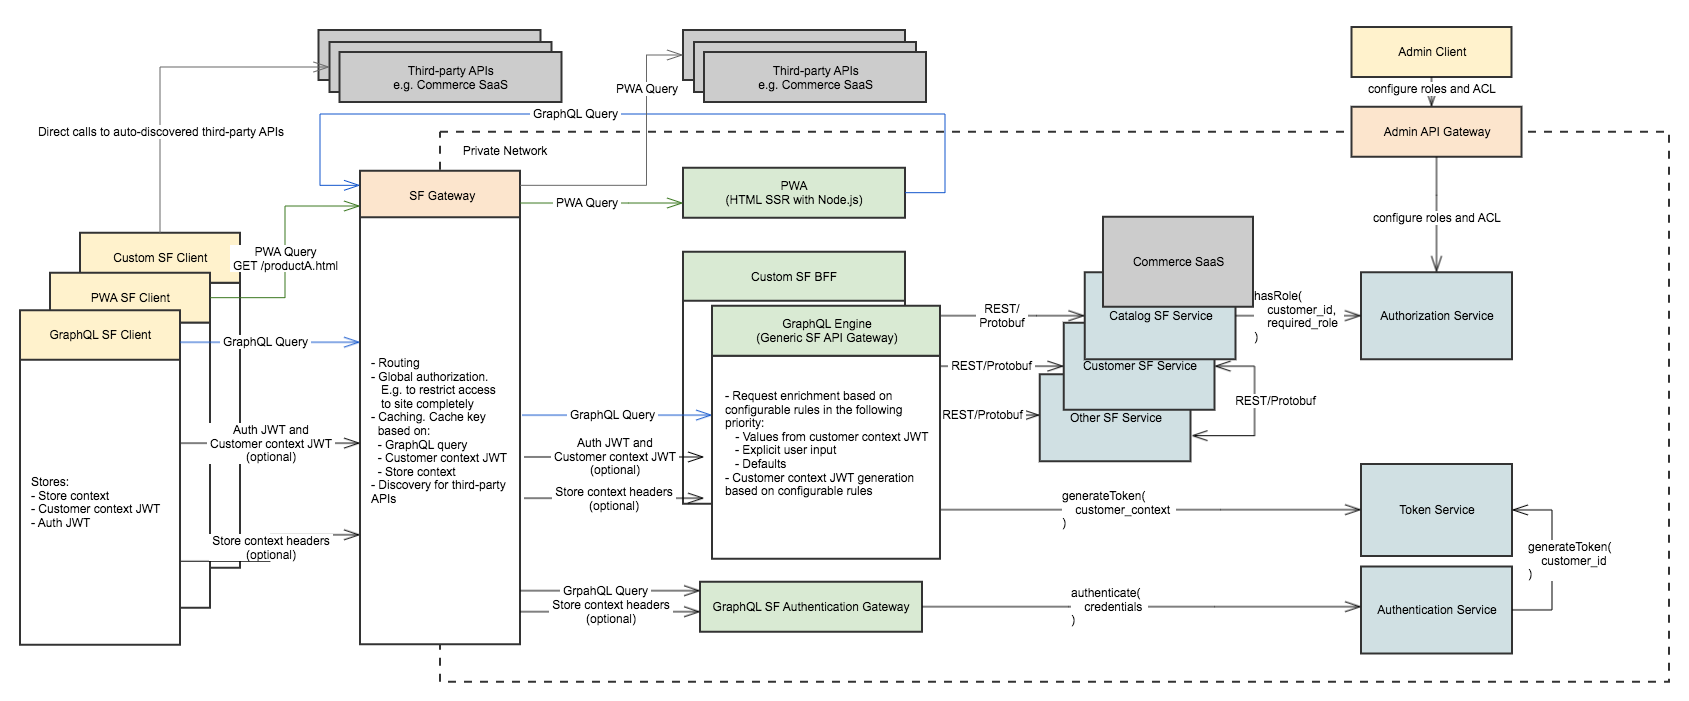 Third-party APIs
e.g. Commerce SaaS
Third-party APIs
e.g. Commerce SaaS
Admin Client
configure roles and ACL
Admin API Gateway
PWA Query
GraphQL Query
Direct calls to auto-discovered third-party APIs
Private Network
SF Gateway
PWA Query
PWA
(HTML SSR with Node.js)
configure roles and ACL
Custom SF Client
PWA Query
GET /productA.html
PWA SF Client
GraphQL SF Client
GraphQL Query
Stores:
- Store context
- Customer context JWT
- Auth JWT
Auth JWT and
Customer context JWT
(optional)
Store context headers
(optional)
- Routing
- Global authorization.
E.g. to restrict access
to site completely
- Caching. Cache key
based on:
- GraphQL query
- Customer context JWT
- Store context
- Discovery for third-party
APIs
GraphQL Query
Auth JWT and
Customer context JWT
(optional)
Store context headers
(optional)
Custom SF BFF
GraphQL Engine
(Generic SF API Gateway)
- Request enrichment based on
configurable rules in the following
priority:
- Values from customer context JWT
- Explicit user input
- Defaults
- Customer context JWT generation
based on configurable rules
REST/
Protobuf
REST/Protobuf
REST/Protobuf
Commerce SaaS
Catalog SF Service
Customer SF Service
Other SF Service
REST/Protobuf
hasRole(
customer_id,
required_role
)
Authorization Service
generateToken(
customer_context
)
Token Service
generateToken(
customer_id
)
GrpahQL Query
Store context headers
(optional)
GraphQL SF Authentication Gateway
authenticate(
credentials
)
Authentication Service